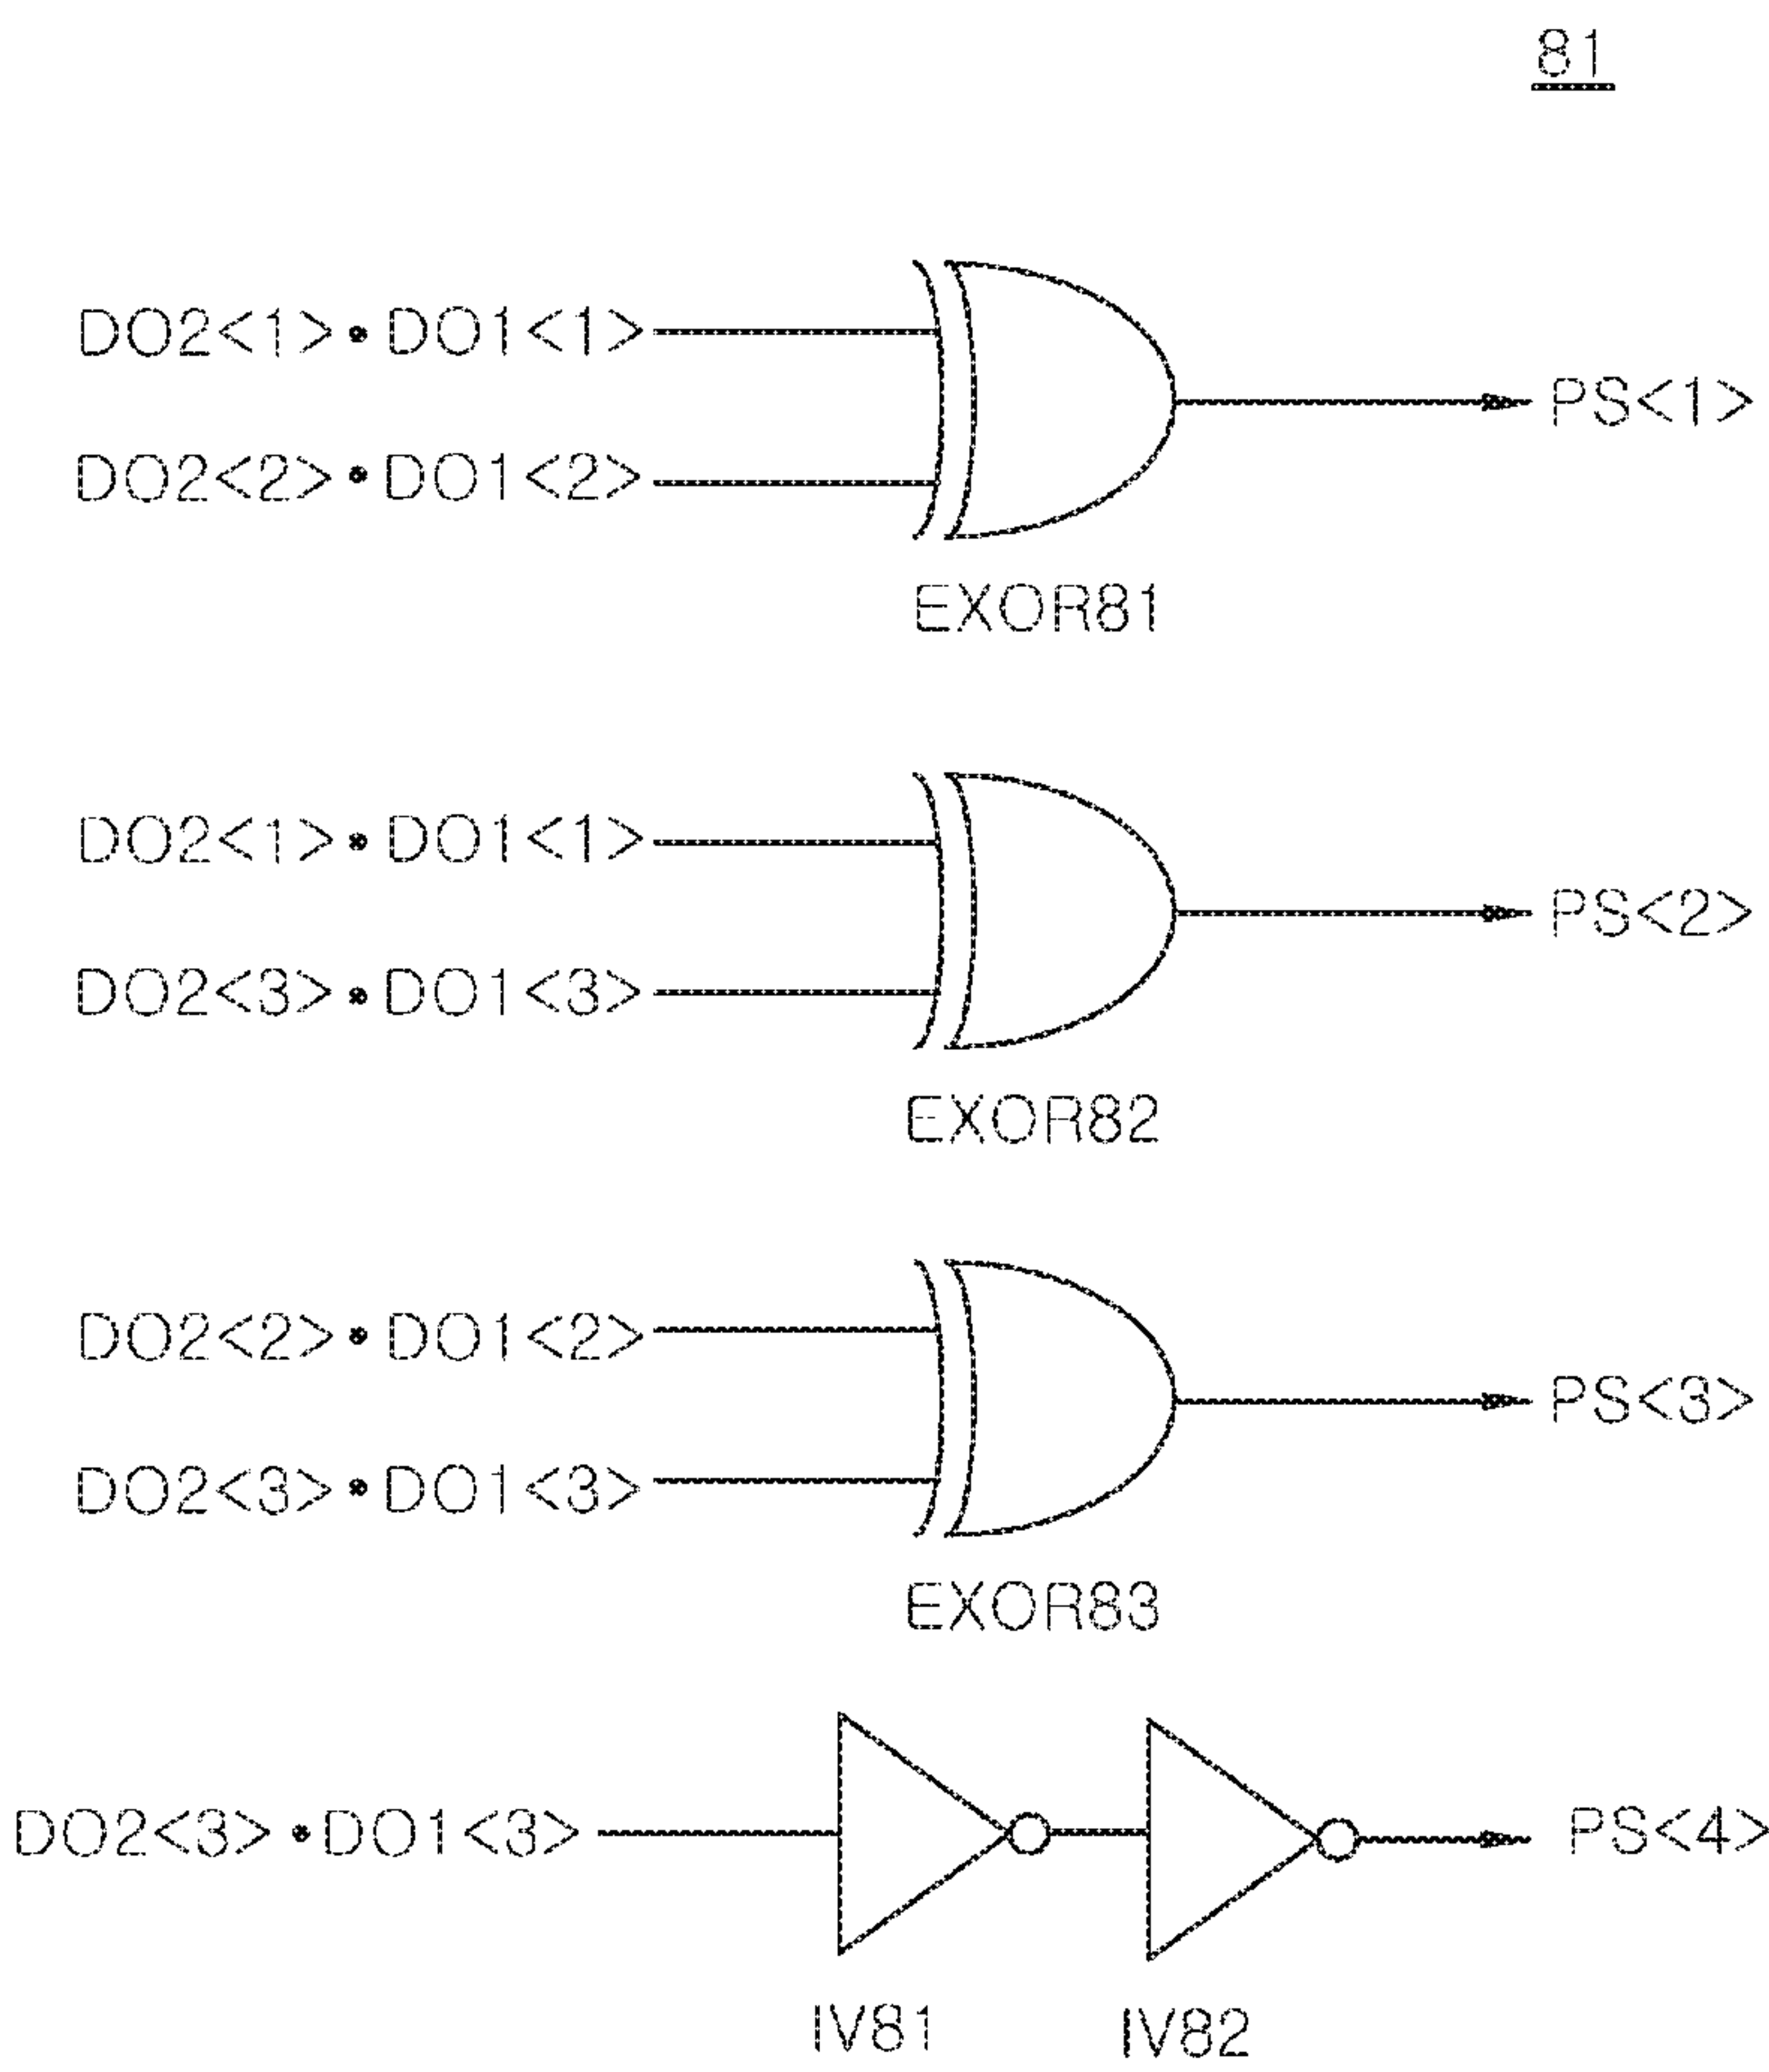 81
DO2<1>•DO1<1>
PS<1>
DO2<2>•DO1<2>
EXOR81
DO2<1>•DO1<1>
PS<2>
DO2<3>•DO1<3>
EXOR82
DO2<2>•DO1<2>
PS<3>
DO2<3>•DO1<3>
EXOR83
DO2<3>•DO1<3>
PS<4>
IV81
IV82